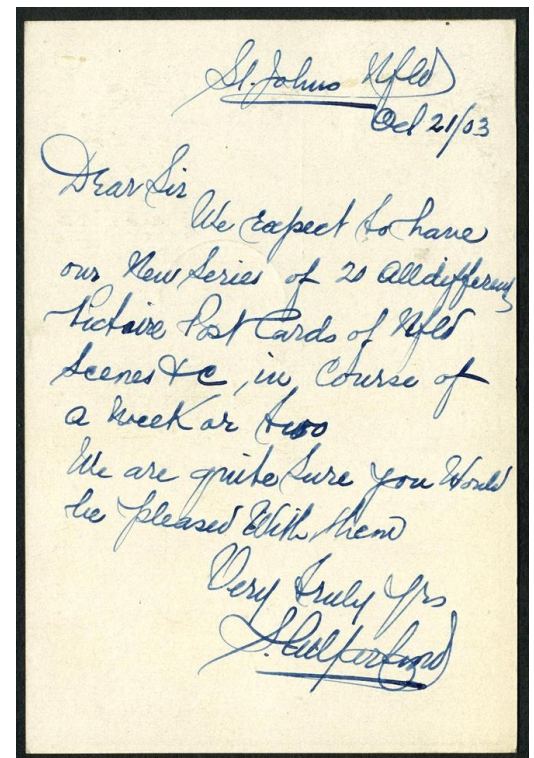 St. Johns Nfld
Oct 21/03
Dear Sir
We expect to have
our New Series of 20 all different
Pictoire Post Cards of Nfld
Scenes &c, in course of
a week or two
We are quite sure you Would
be pleased With them
Very truly yrs